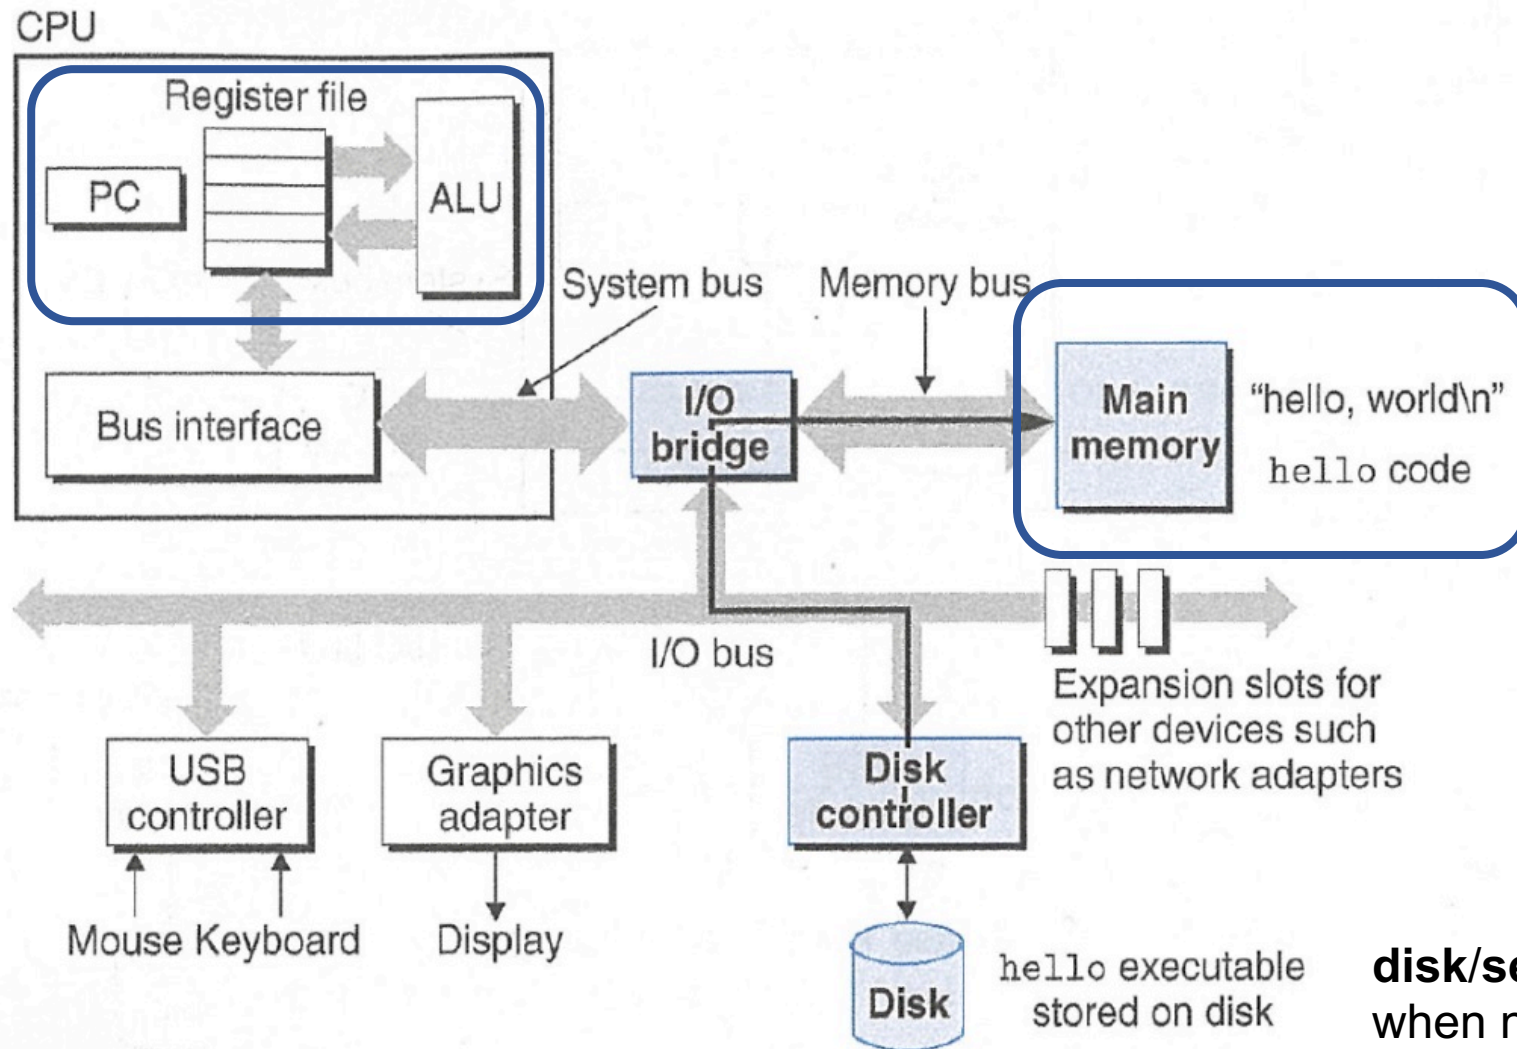 CPU
Register file
PC
ALU
System bus
Memory bus
Bus interface
I/O
bridge
Main
memory
“hello, world\n”
hello code
I/O bus
Expansion slots for
other devices such
as network adapters
USB
controller
Graphics
adapter
Disk
controller
Mouse Keyboard
Display
Disk
hello executable
stored on disk
disk/se
when n